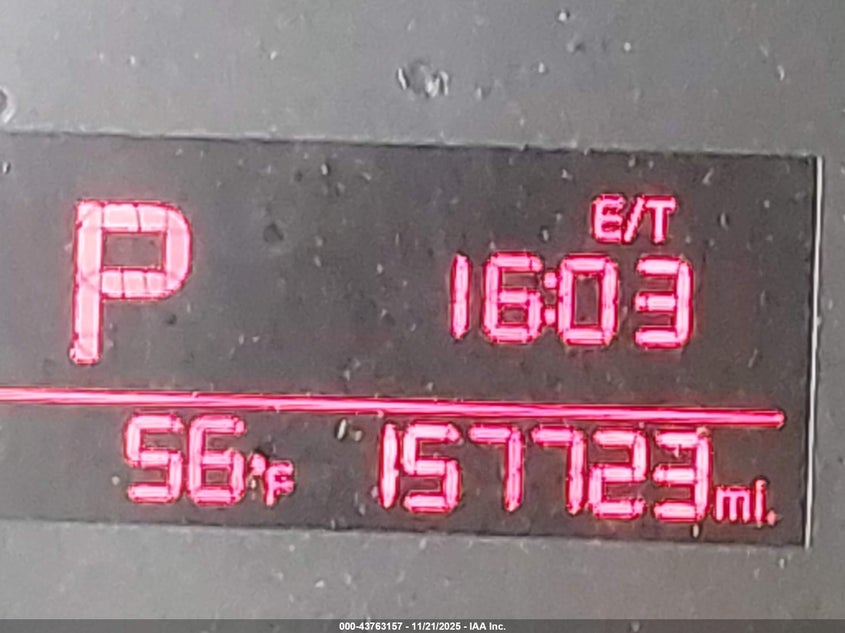 P
E/T
16:03
56°F 157723 mi.
000-43763157 - 11/21/2025 - IAA Inc.